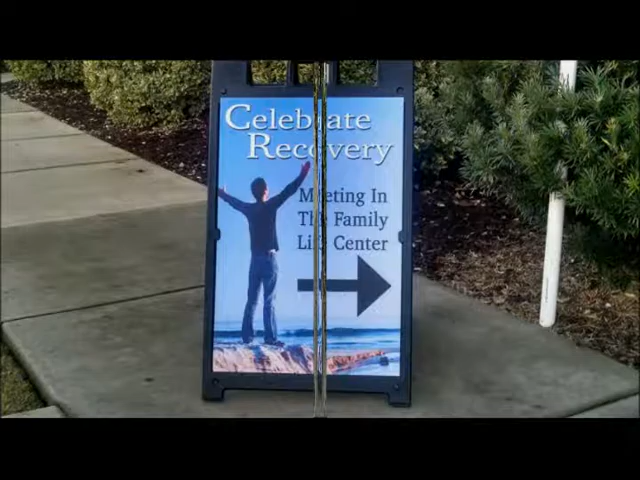 Celebrate
Recovery
Meeting In
The Family
Life Center